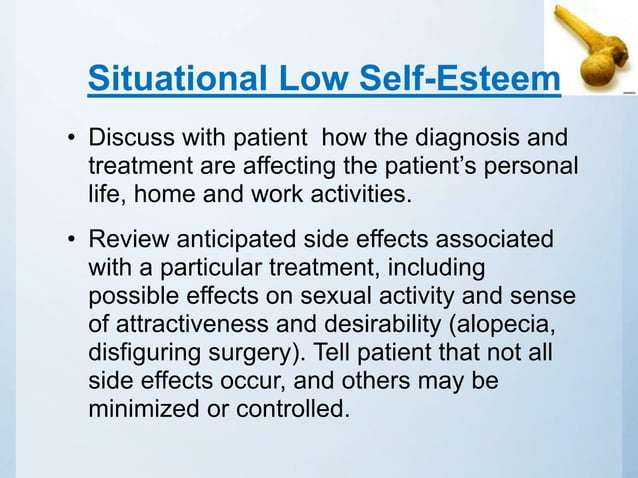 Situational Low Self-Esteem
• Discuss with patient  how the diagnosis and
treatment are affecting the patient’s personal
life, home and work activities.
• Review anticipated side effects associated
with a particular treatment, including
possible effects on sexual activity and sense
of attractiveness and desirability (alopecia,
disfiguring surgery). Tell patient that not all
side effects occur, and others may be
minimized or controlled.